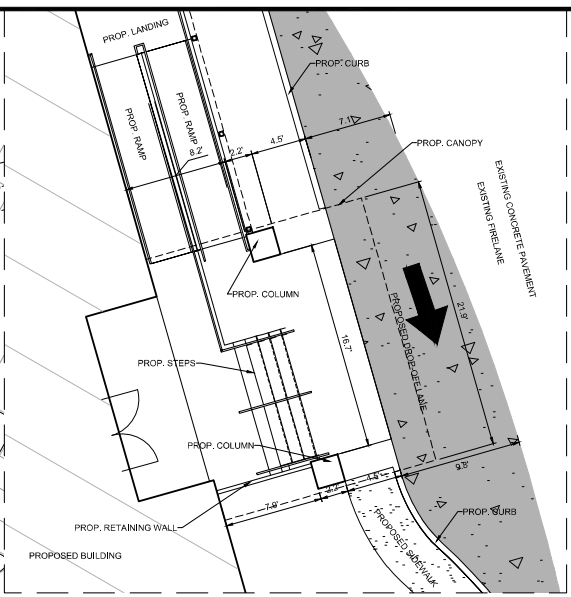 PROP. LANDING
PROP. CURB
PROP. RAMP
PROP. RAMP
7.1'
4.5'
2.2'
8.2'
PROP. CANOPY
EXISTING CONCRETE PAVEMENT
EXISTING FIRELANE
PROP. COLUMN
21.9'
PROPOSED DROP-OFF LANE
16.7'
PROP. STEPS
PROP. COLUMN
9.8'
4.5'
2.2'
7.9'
PROP. CURB
PROP. RETAINING WALL
PROPOSED SIDEWALK
PROPOSED BUILDING